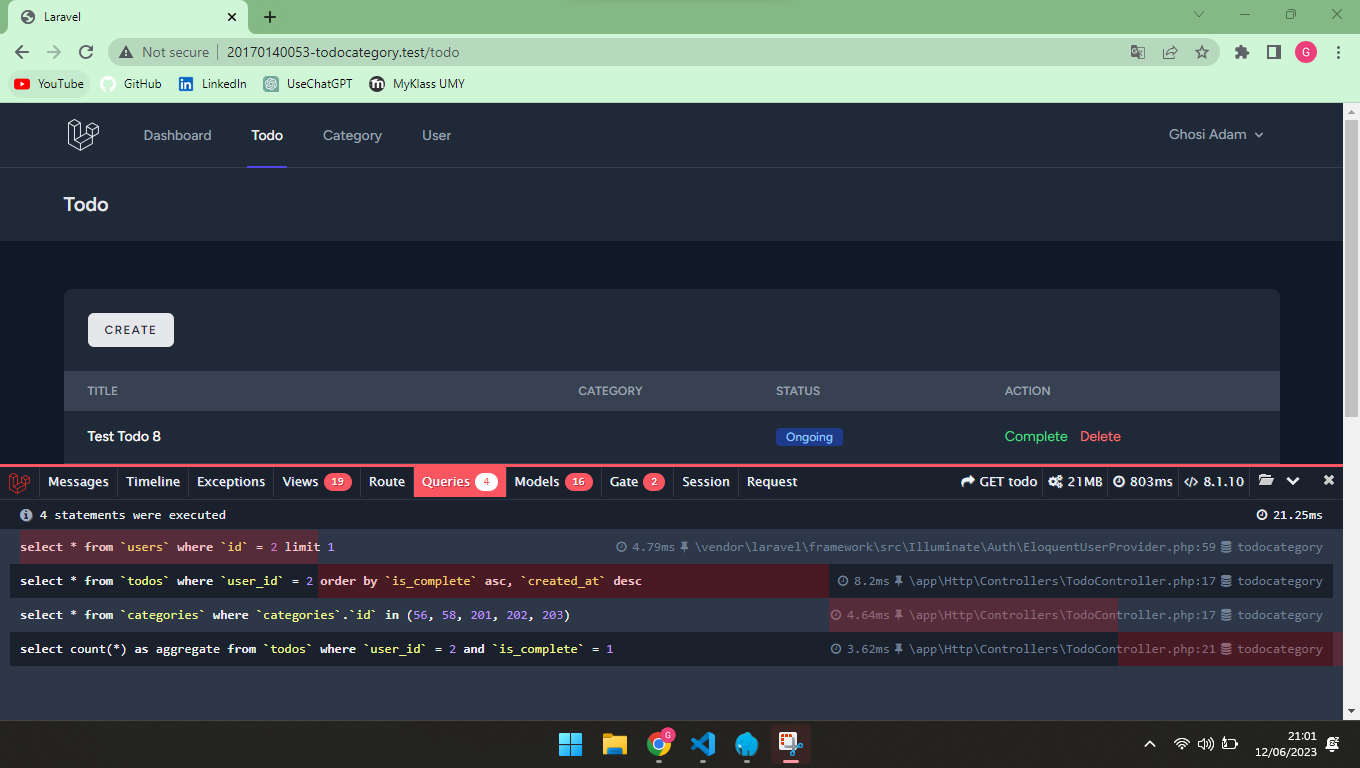 Laravel
Not secure 20170140053-todocategory.test/todo
G
YouTube GitHub LinkedIn UseChatGPT MyKlass UMY
Dashboard Todo Category User Ghosi Adam
Todo
CREATE
TITLE CATEGORY STATUS ACTION
Test Todo 8 Ongoing Complete Delete
Messages Timeline Exceptions Views 19 Route Queries 4 Models 16 Gate 2 Session Request GET todo 21MB 803ms 8.1.10
4 statements were executed 21.25ms
select * from `users` where `id` = 2 limit 1 4.79ms \vendor\laravel\framework\src\Illuminate\Auth\EloquentUserProvider.php:59 todocategory
select * from `todos` where `user_id` = 2 order by `is_complete` asc, `created_at` desc 8.2ms \app\Http\Controllers\TodoController.php:17 todocategory
select * from `categories` where `categories`.`id` in (56, 58, 201, 202, 203) 4.64ms \app\Http\Controllers\TodoController.php:17 todocategory
select count(*) as aggregate from `todos` where `user_id` = 2 and `is_complete` = 1 3.62ms \app\Http\Controllers\TodoController.php:21 todocategory
G
21:01
12/06/2023